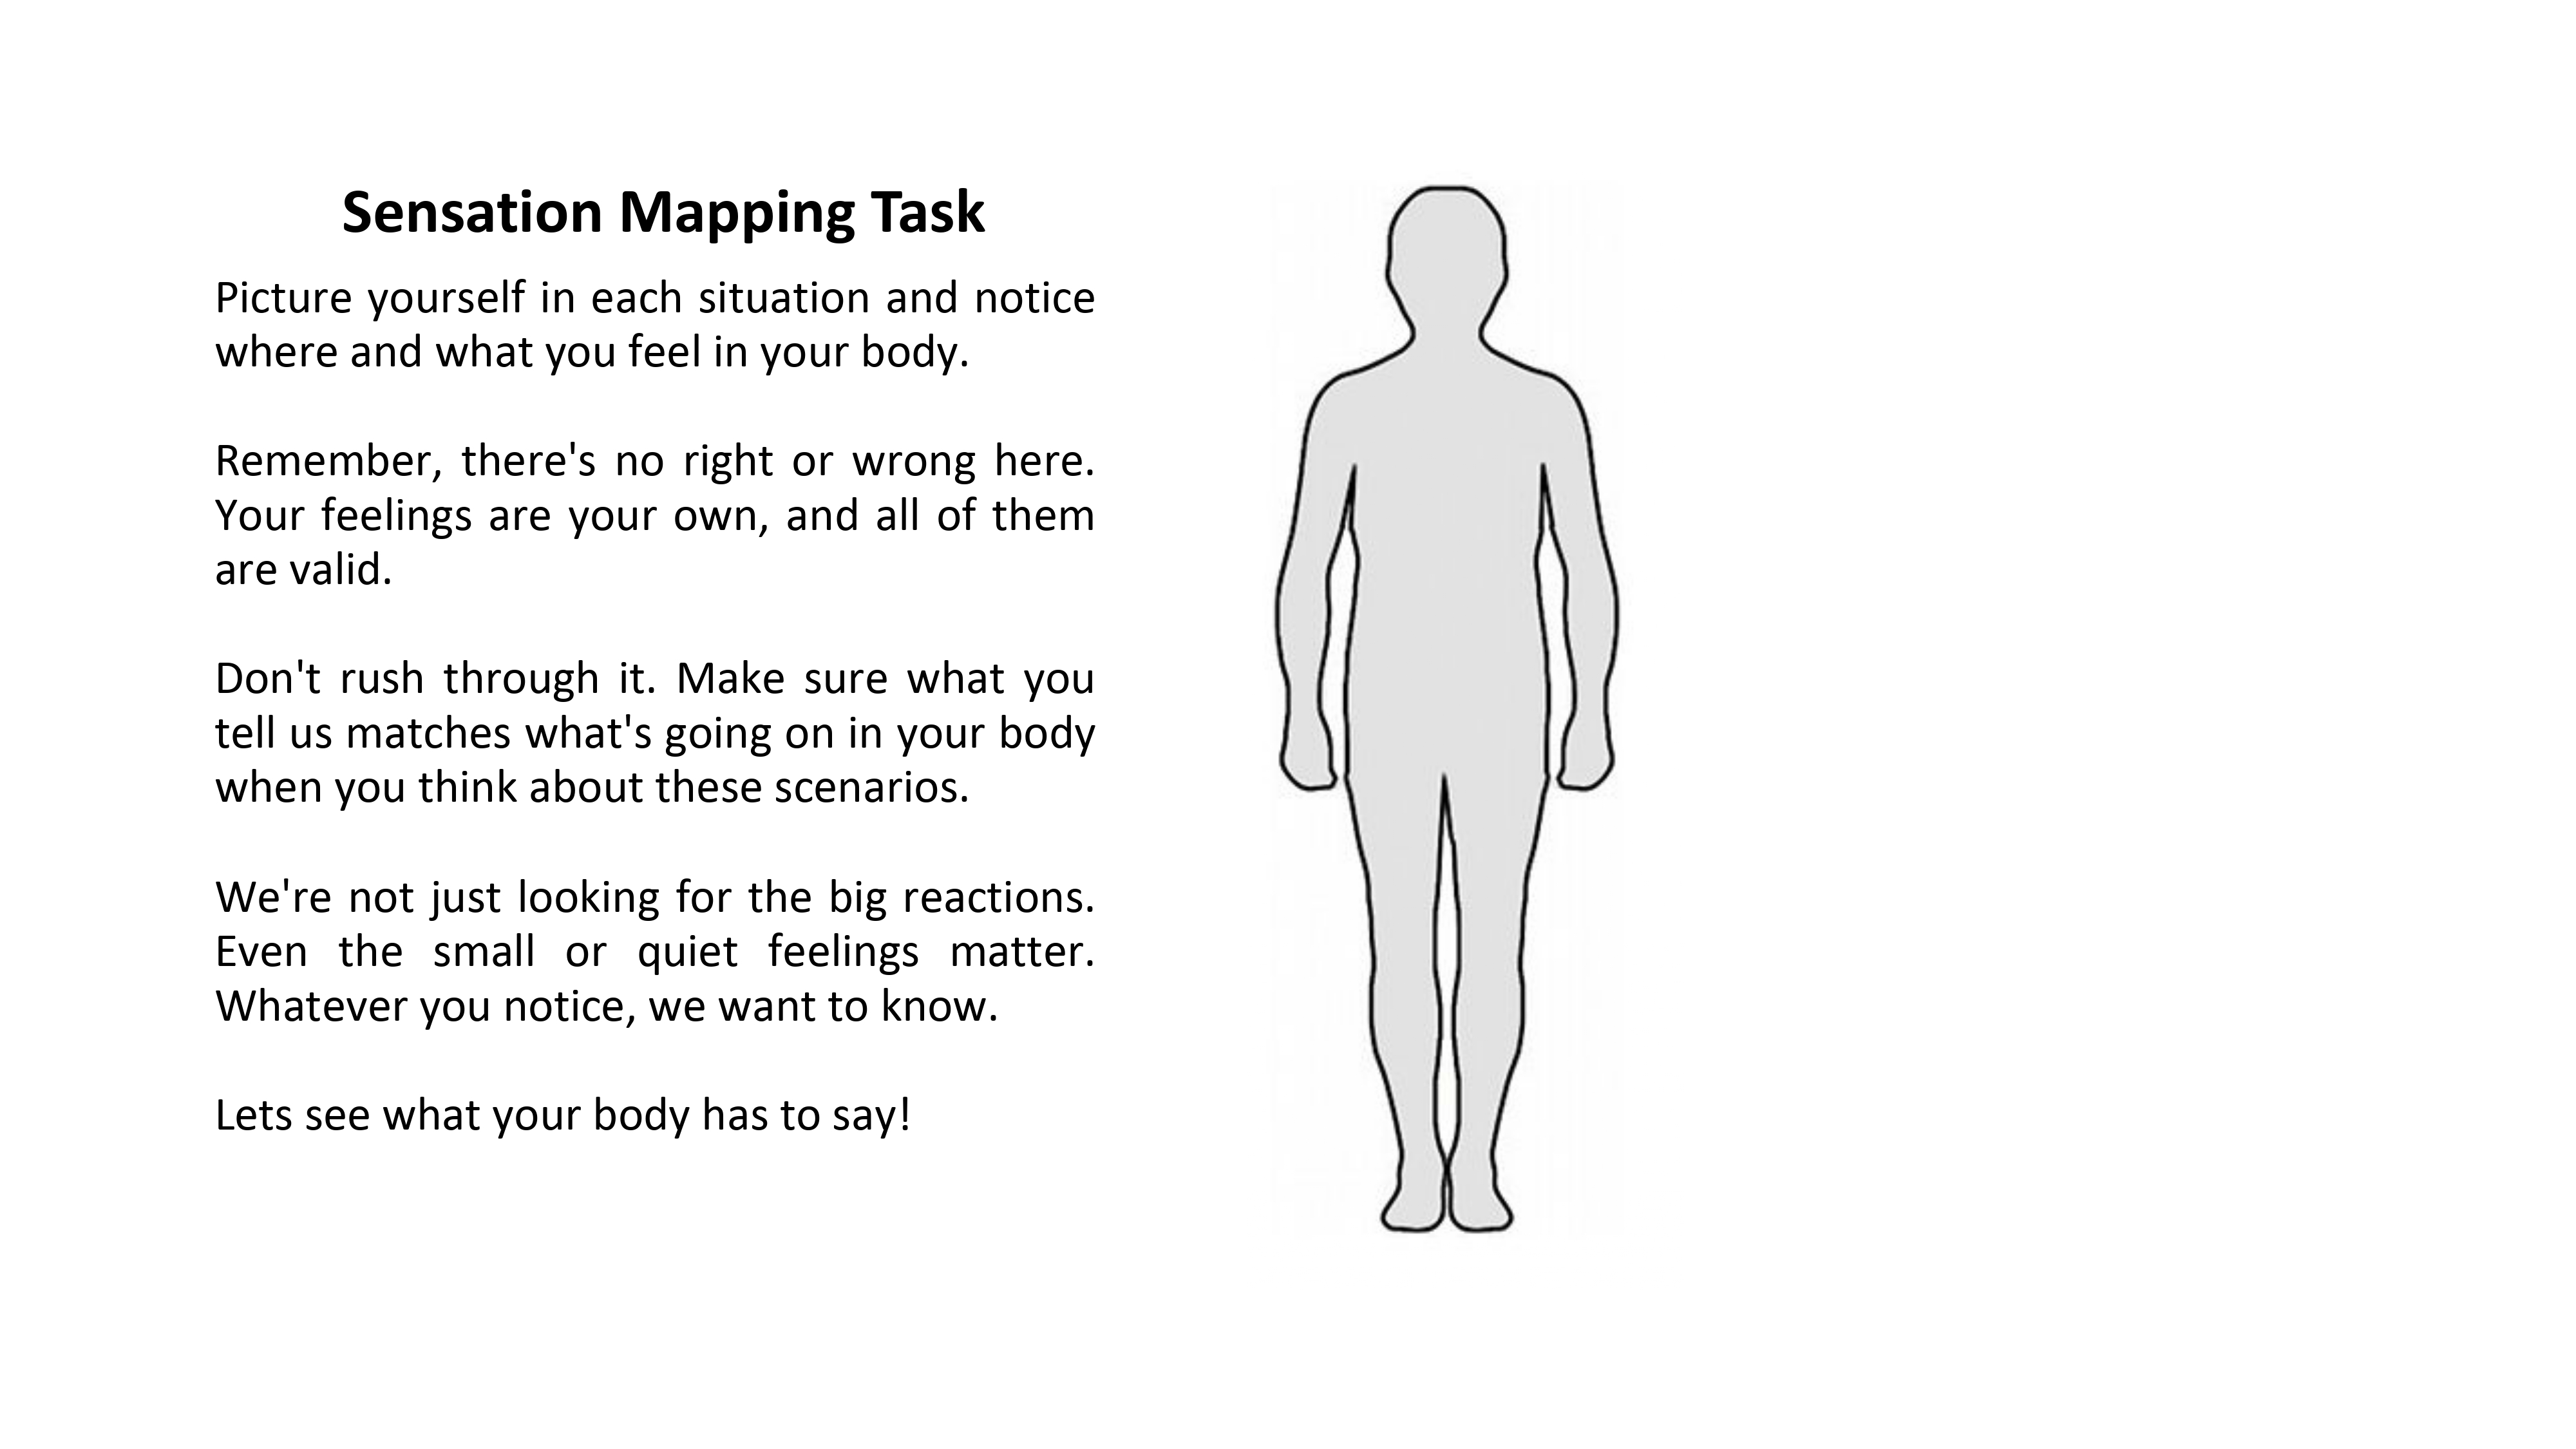 Sensation Mapping Task
Picture yourself in each situation and notice
where and what you feel in your body.
Remember, there's no right or wrong here.
Your feelings are your own, and all of them
are valid.
Don't rush through it. Make sure what you
tell us matches what's going on in your body
when you think about these scenarios.
We're not just looking for the big reactions.
Even the small or quiet feelings matter.
Whatever you notice, we want to know.
Lets see what your body has to say!